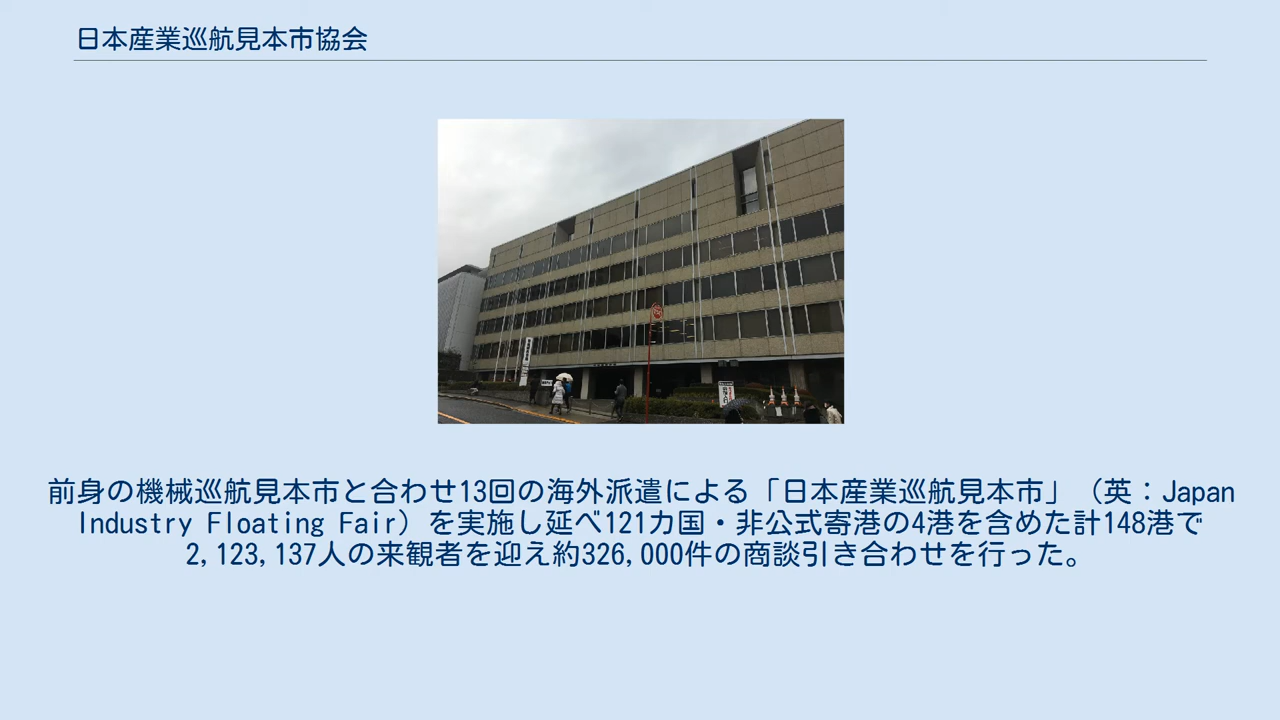 日本産業巡航見本市協会
前身の機械巡航見本市と合わせ13回の海外派遣による「日本産業巡航見本市」（英：Japan
Industry Floating Fair）を実施し延べ121カ国・非公式寄港の4港を含めた計148港で
2,123,137人の来観者を迎え約326,000件の商談引き合わせを行った。